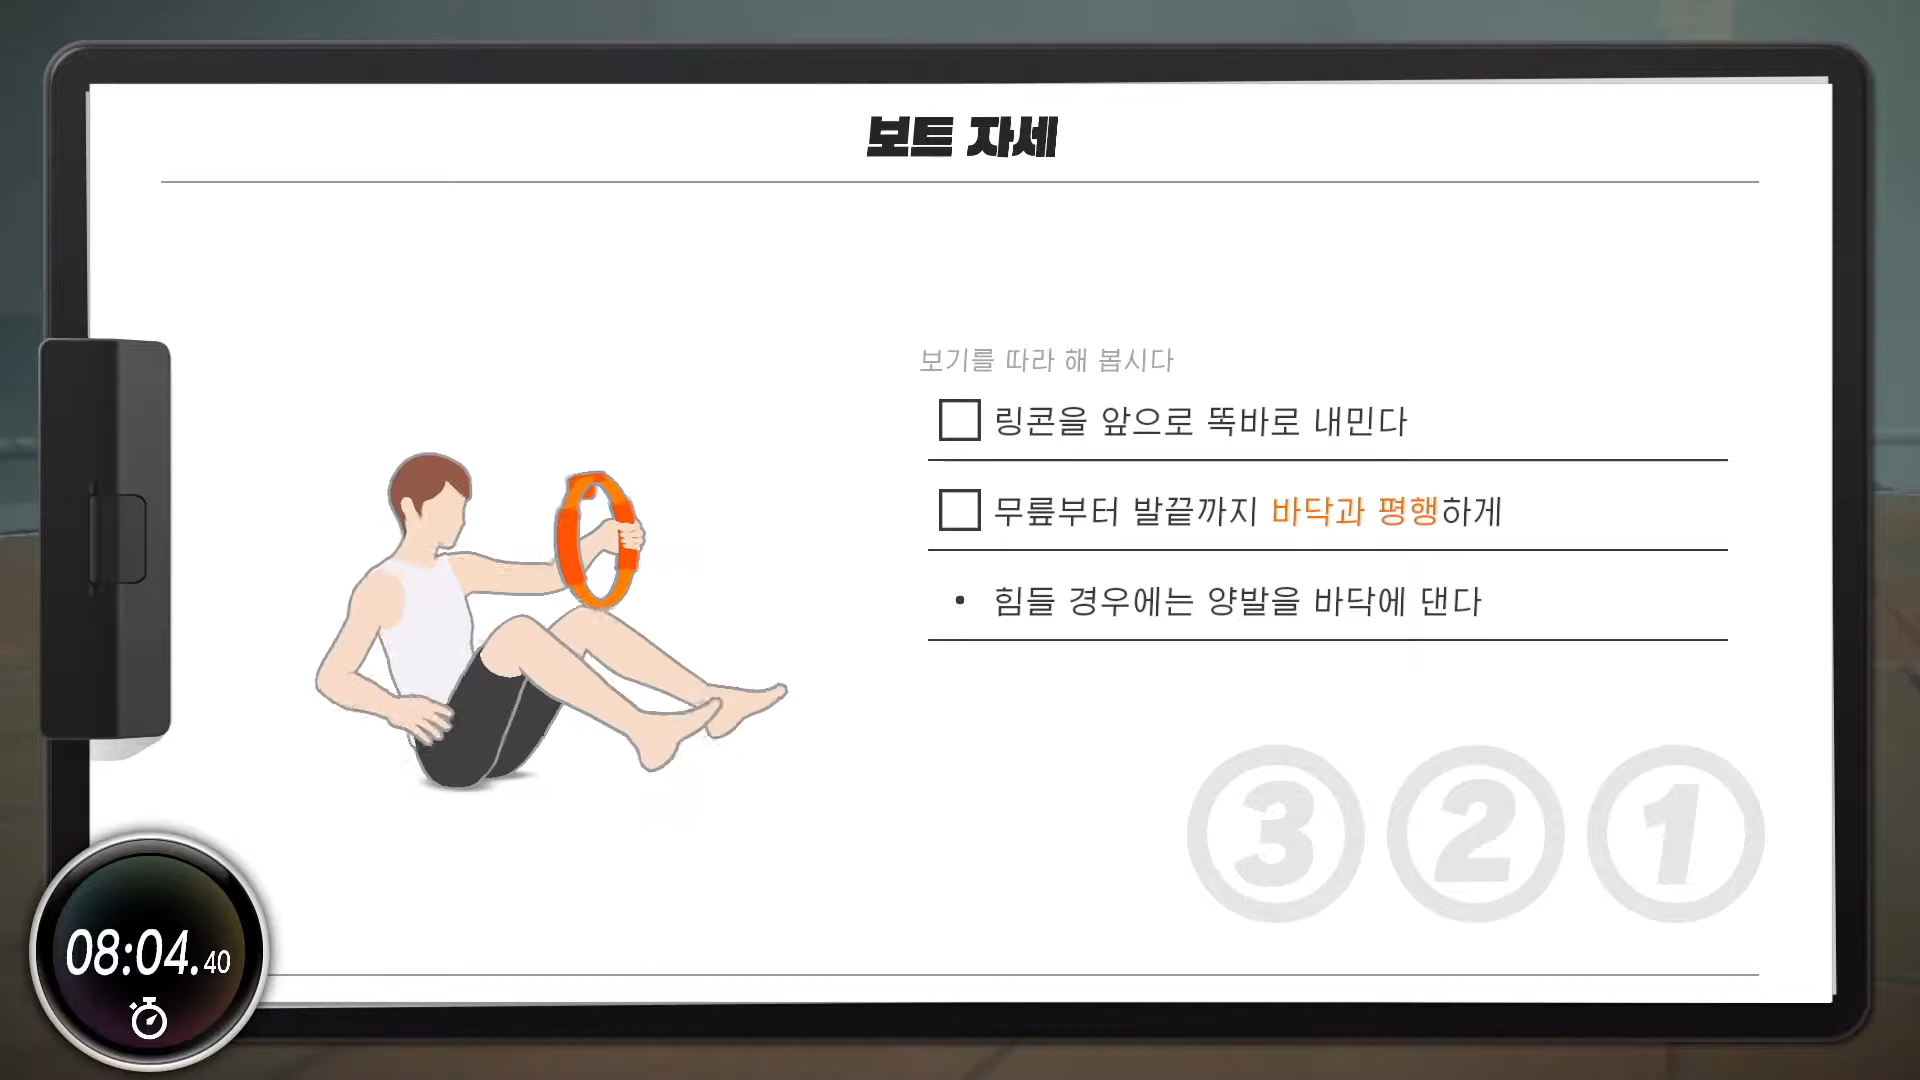 보트 자세
보기를 따라 해 봅시다
링콘을 앞으로 똑바로 내민다
무릎부터 발끝까지 바닥과 평행하게
• 힘들 경우에는 양발을 바닥에 댄다
3 2 1
08:04.40